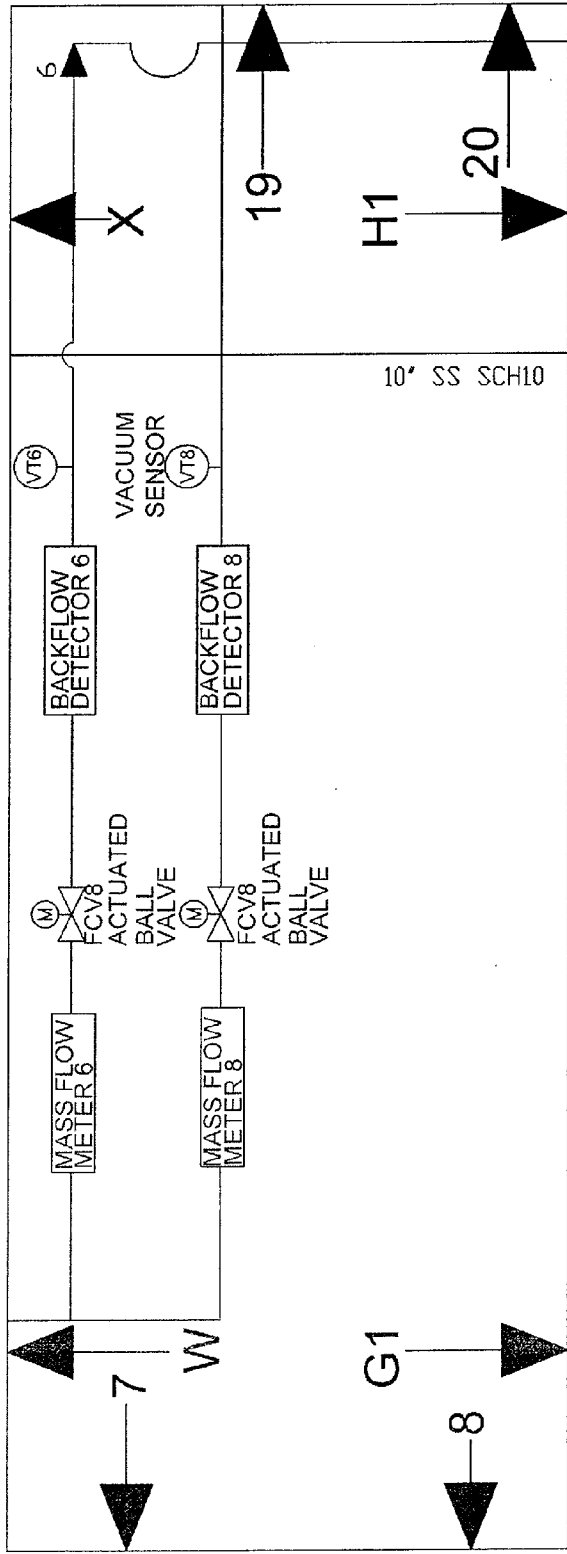 6
VT6
X
MASS FLOW
METER 6
M
FCV8
ACTUATED
BALL
VALVE
BACKFLOW
DETECTOR 6
VACUUM
SENSOR
7
W
MASS FLOW
METER 8
M
FCV8
ACTUATED
BALL
VALVE
BACKFLOW
DETECTOR 8
VT8
19
G1
H1
10" SS SCH10
8
20